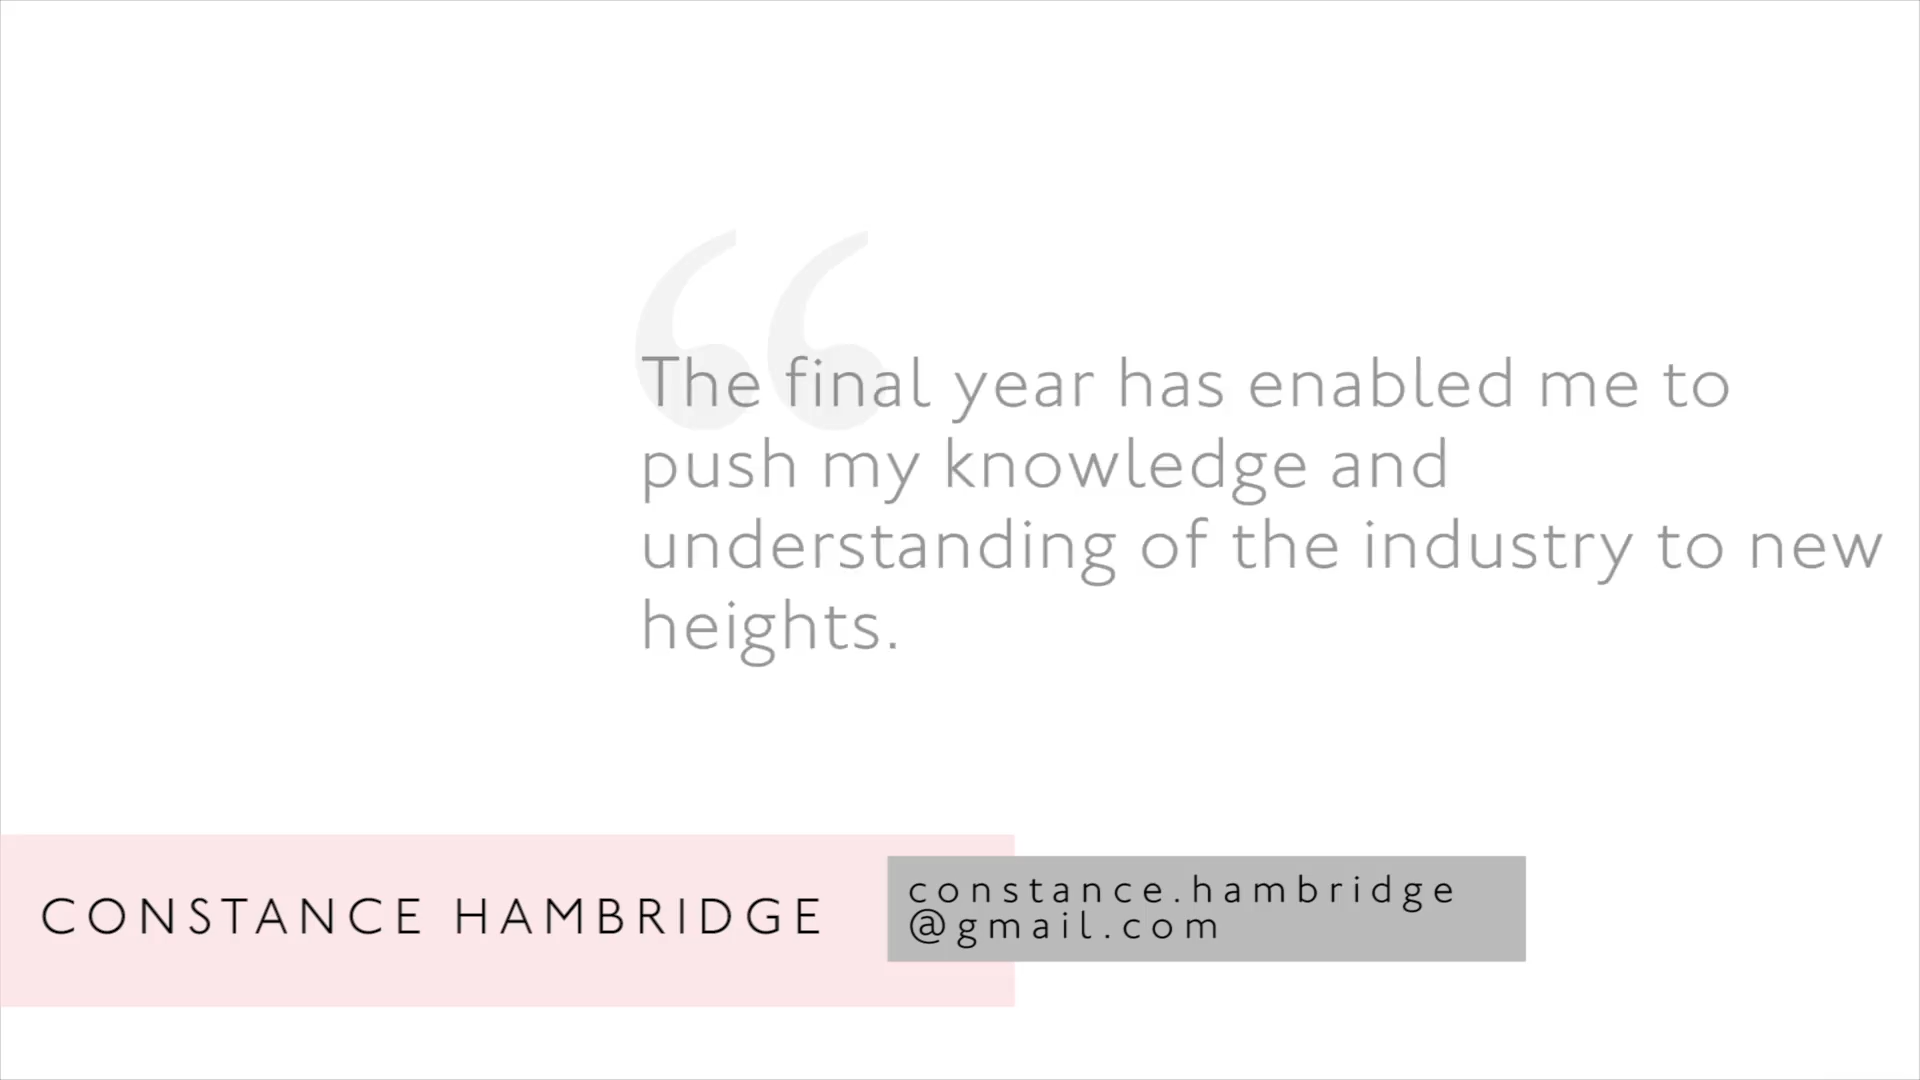 “
The final year has enabled me to
push my knowledge and
understanding of the industry to new
heights.
CONSTANCE HAMBRIDGE
constance.hambridge
@gmail.com